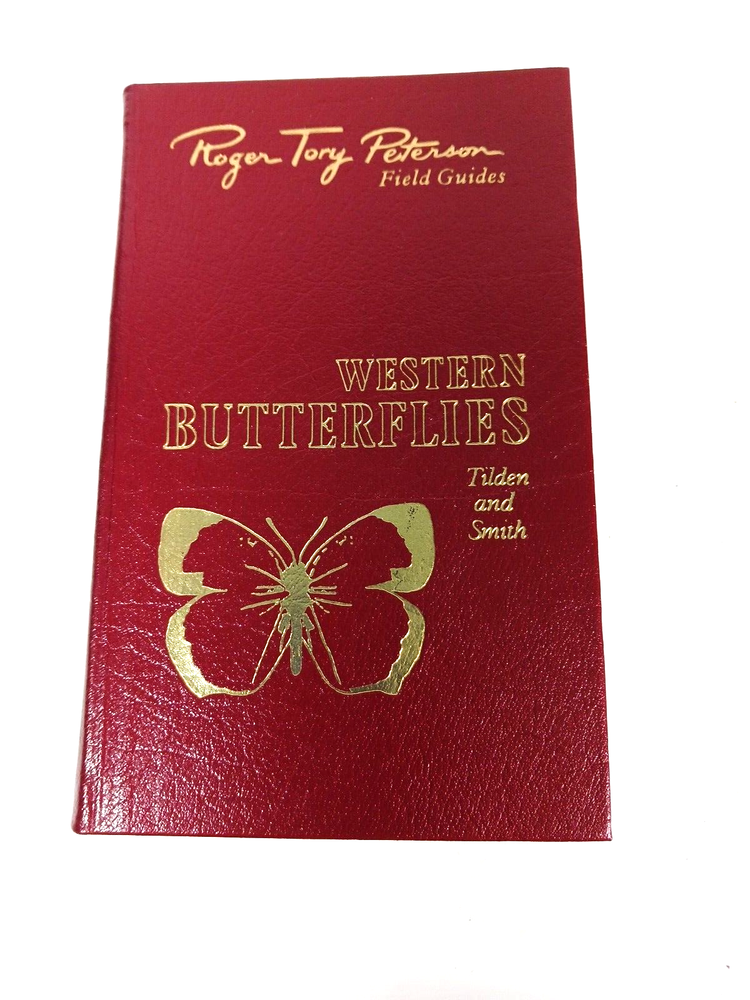 Roger Tory Peterson
Field Guides
WESTERN
BUTTERFLIES
Tilden
and
Smith